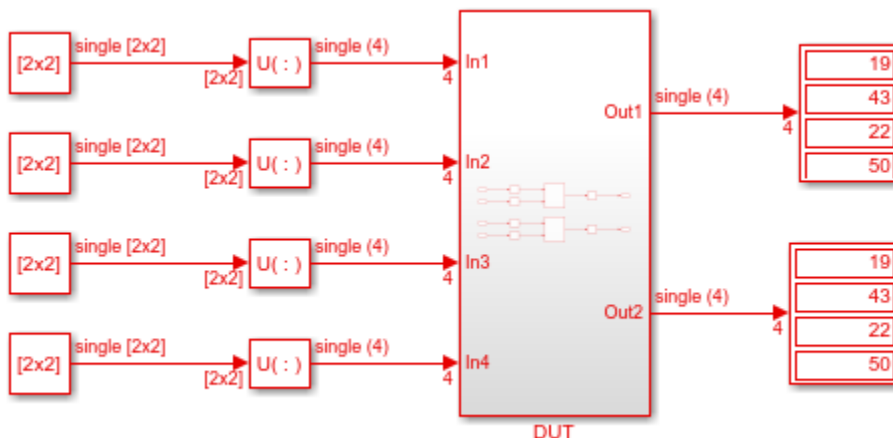 [2x2] single [2x2] [2x2] U( : ) single (4) 4 In1
[2x2] single [2x2] [2x2] U( : ) single (4) 4 In2
[2x2] single [2x2] [2x2] U( : ) single (4) 4 In3
[2x2] single [2x2] [2x2] U( : ) single (4) 4 In4
Out1 single (4) 4
19
43
22
50
Out2 single (4) 4
19
43
22
50
DUT